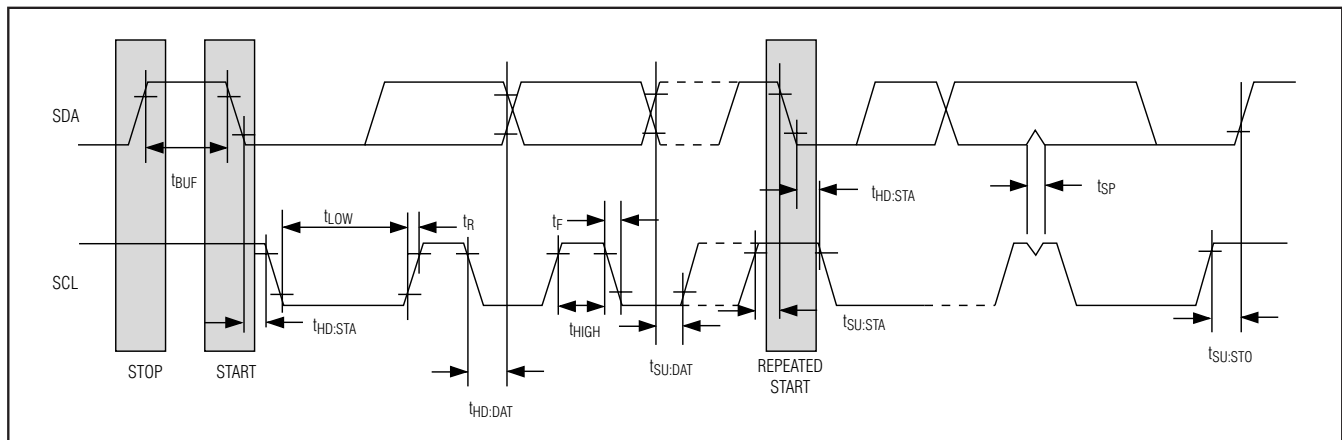 SDA
tBUF
tLOW
tR
tF
tHD:STA
tSP
SCL
tHD:STA
tHIGH
tSU:DAT
tSU:STA
tSU:STO
STOP
START
tHD:DAT
REPEATED
START